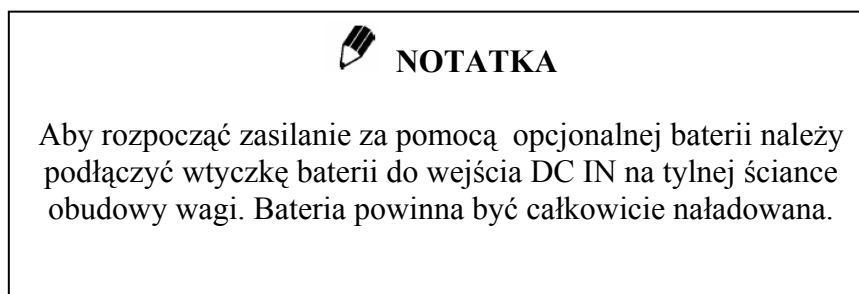 NOTATKA
Aby rozpocząć zasilanie za pomocą opcjonalnej baterii należy
podłączyć wtyczkę baterii do wejścia DC IN na tylnej ściance
obudowy wagi. Bateria powinna być całkowicie naładowana.